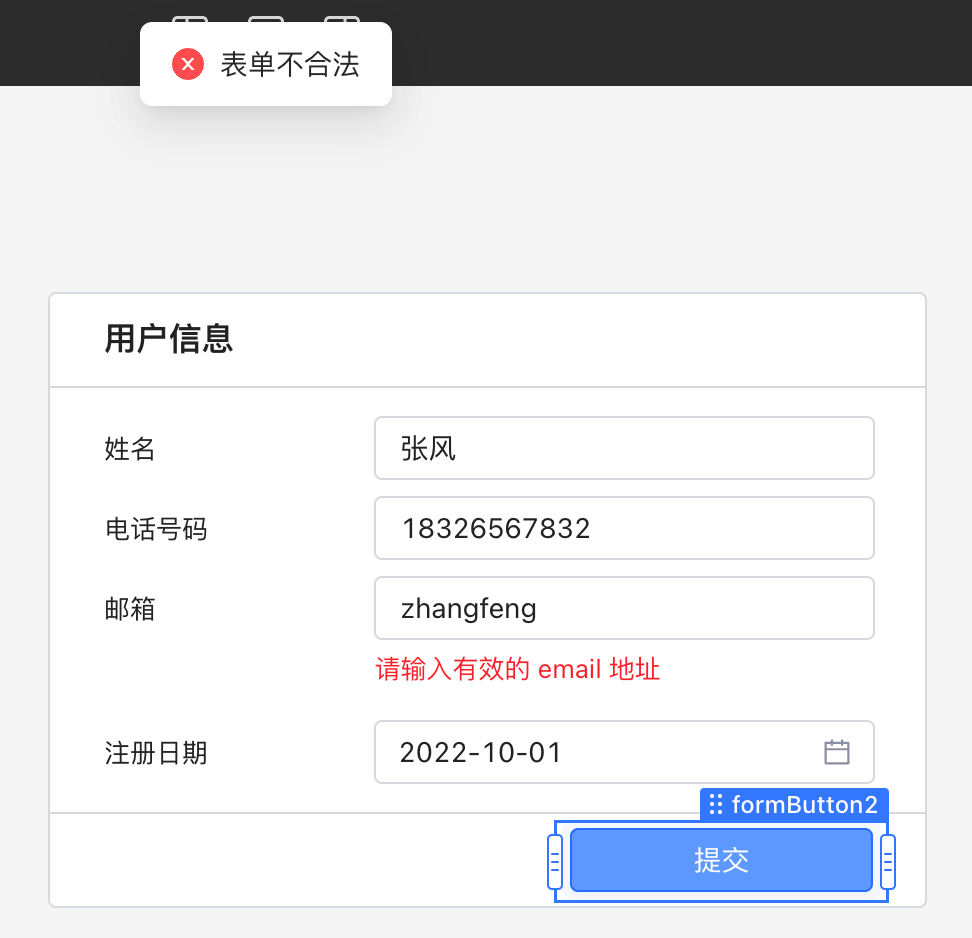 表单不合法
用户信息
姓名
张风
电话号码
18326567832
邮箱
zhangfeng
请输入有效的 email 地址
注册日期
2022-10-01
formButton2
提交